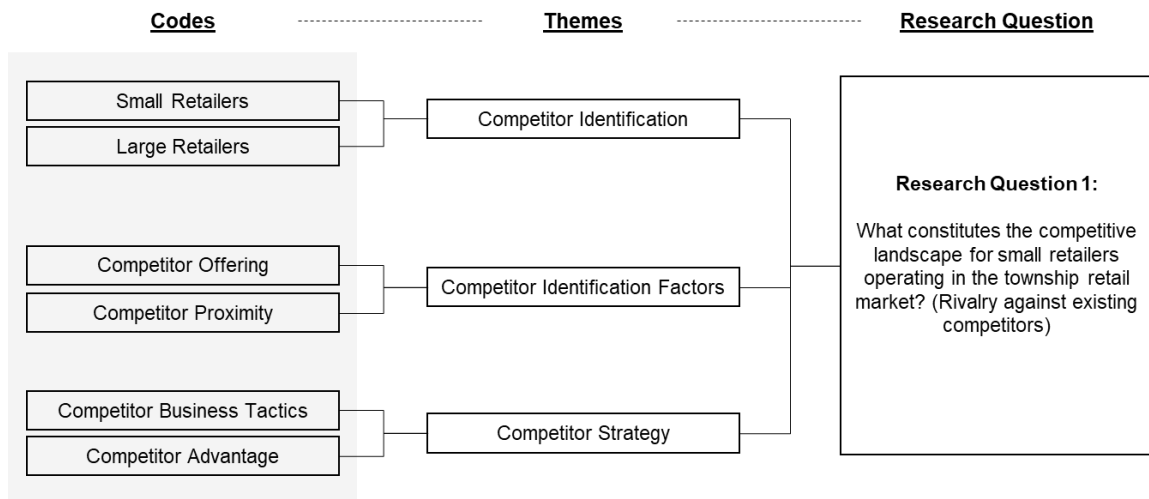 Codes
Themes
Research Question
Small Retailers
Large Retailers
Competitor Identification
Competitor Offering
Competitor Proximity
Competitor Identification Factors
Competitor Business Tactics
Competitor Advantage
Competitor Strategy
Research Question 1:
What constitutes the competitive
landscape for small retailers
operating in the township retail
market? (Rivalry against existing
competitors)